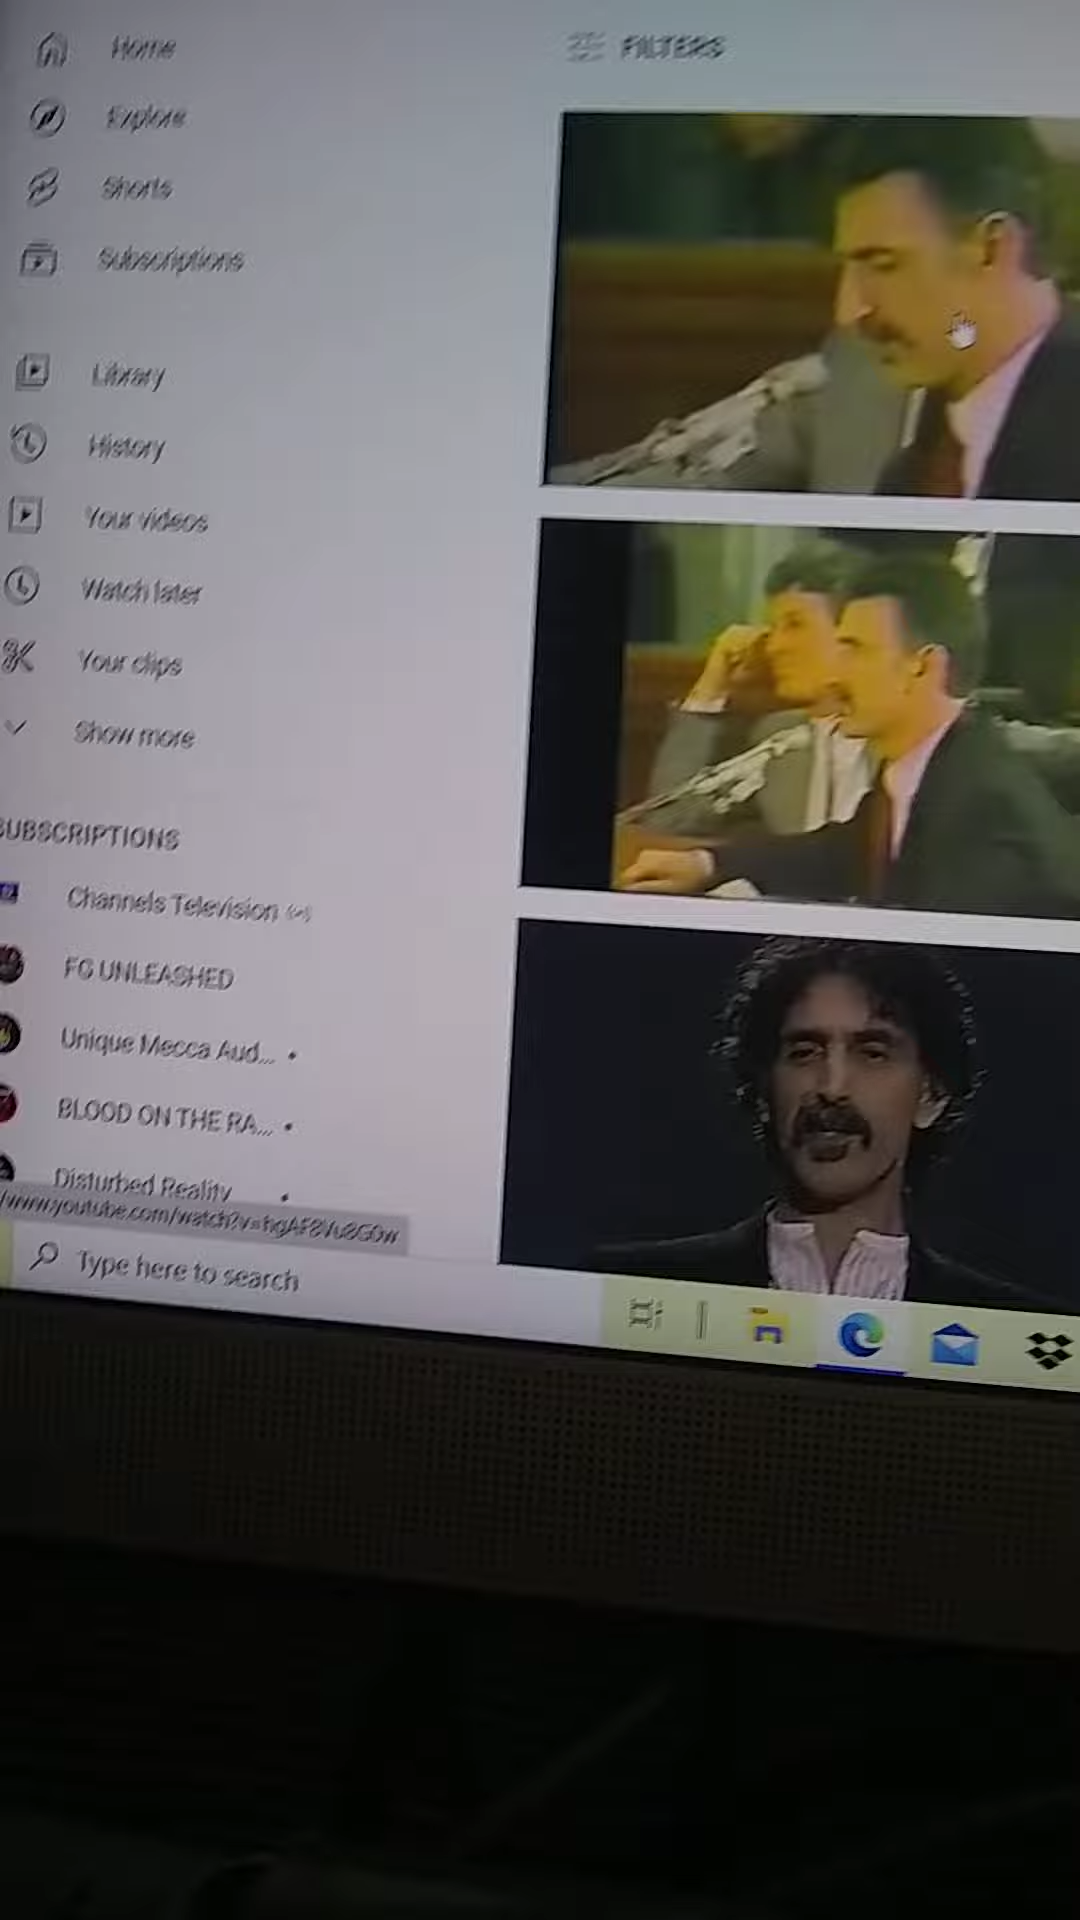 Home
FILTERS
Explore
Shorts
Subscriptions
Library
History
Your videos
Watch later
Your clips
Show more
SUBSCRIPTIONS
Channels Television
FG UNLEASHED
Unique Mecca Aud...
BLOOD ON THE RA...
Disturbed Reality
Type here to search